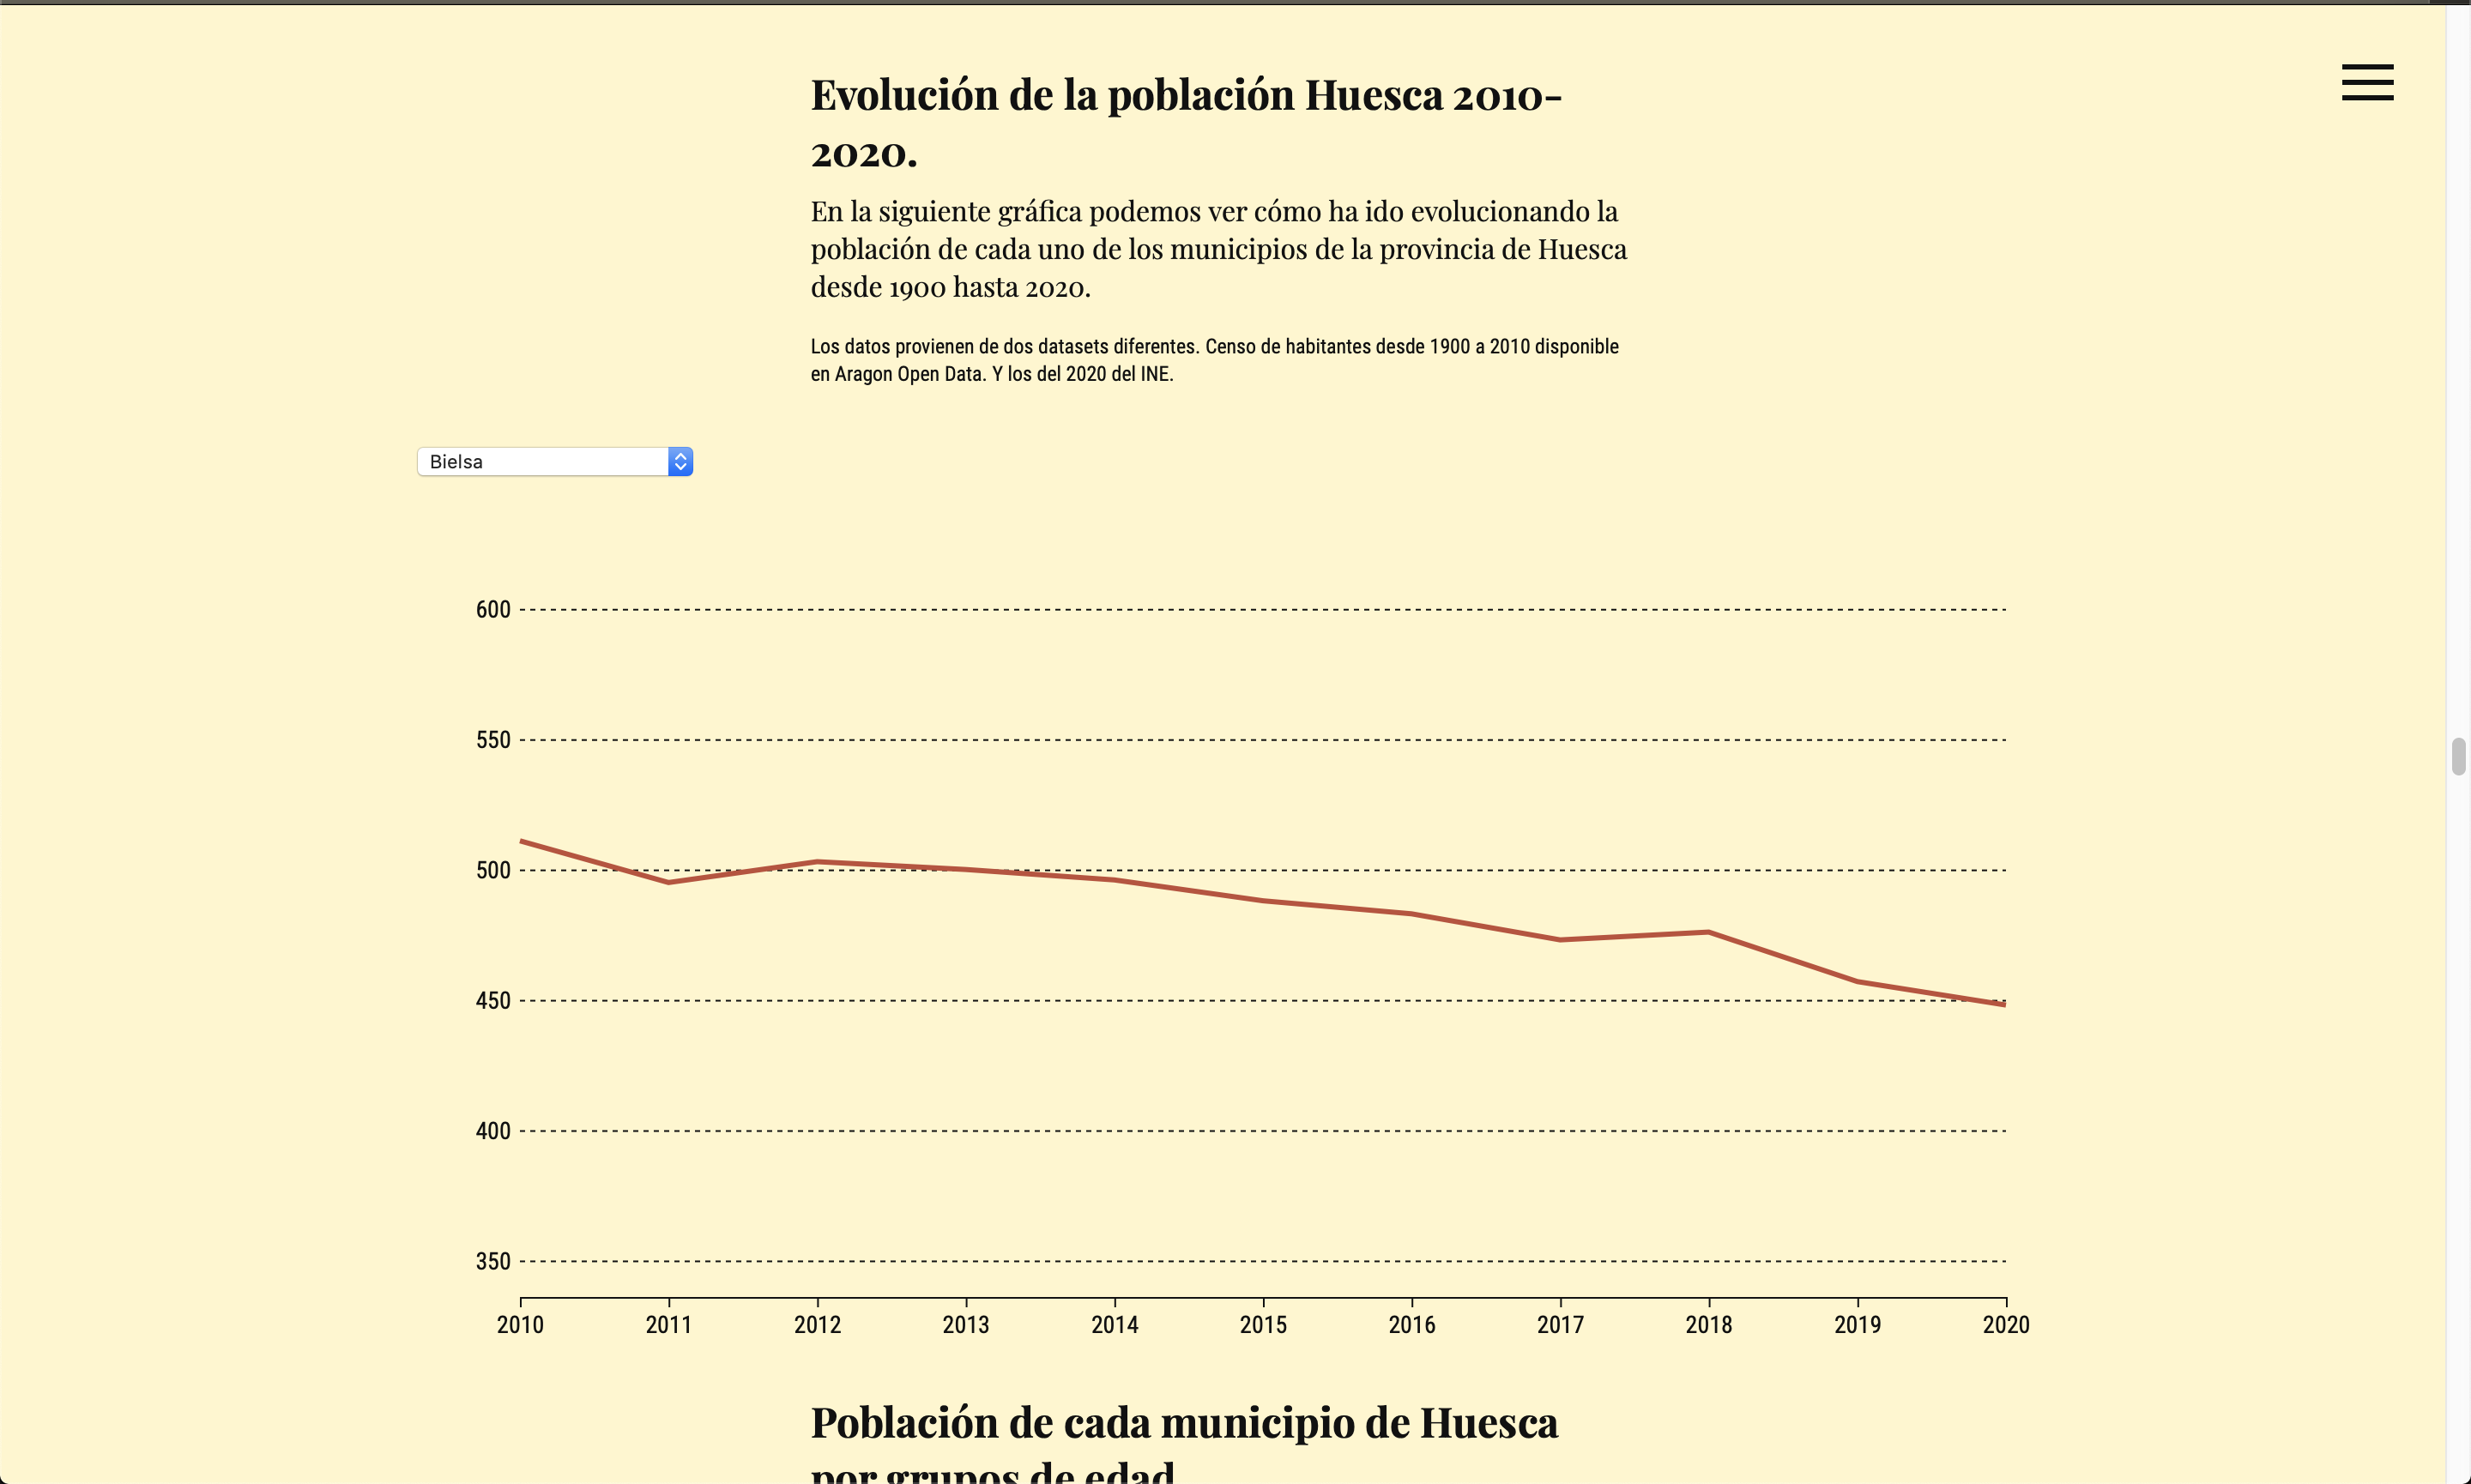 Evolución de la población Huesca 2010-
2020.
En la siguiente gráfica podemos ver cómo ha ido evolucionando la
población de cada uno de los municipios de la provincia de Huesca
desde 1900 hasta 2020.
Los datos provienen de dos datasets diferentes. Censo de habitantes desde 1900 a 2010 disponible
en Aragon Open Data. Y los del 2020 del INE.
Bielsa
600
550
500
450
400
350
2010 2011 2012 2013 2014 2015 2016 2017 2018 2019 2020
Población de cada municipio de Huesca
por grupos de edad